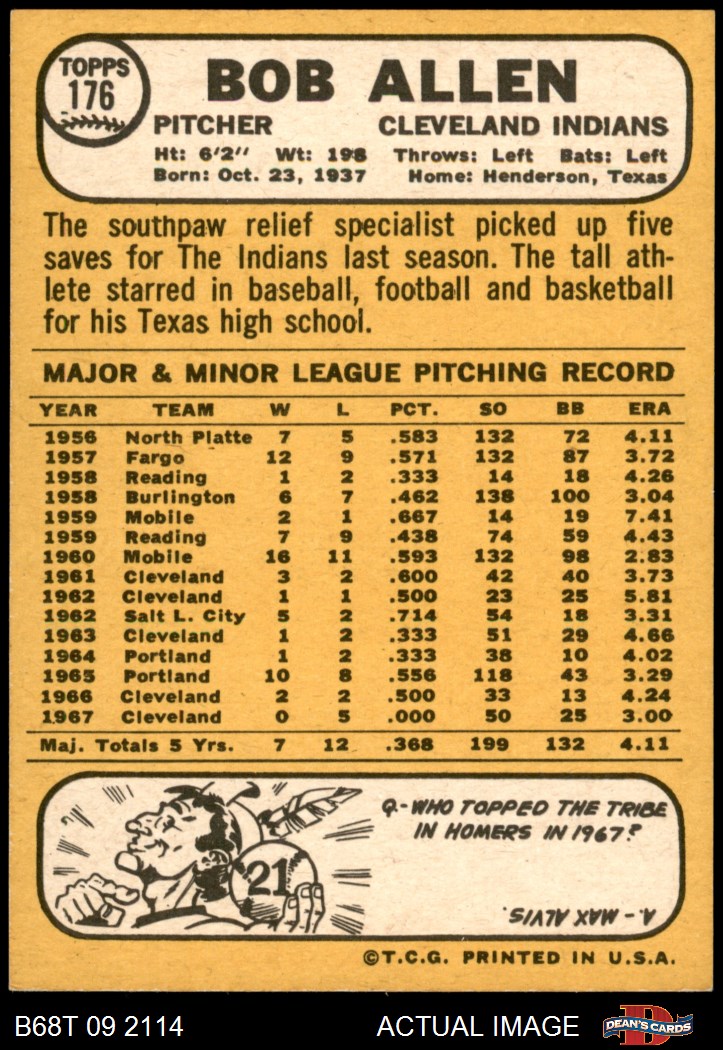 TOPPS
176
BOB ALLEN
PITCHER CLEVELAND INDIANS
Ht: 6'2'' Wt: 198 Throws: Left Bats: Left
Born: Oct. 23, 1937 Home: Henderson, Texas
The southpaw relief specialist picked up five
saves for The Indians last season. The tall ath-
lete starred in baseball, football and basketball
for his Texas high school.
MAJOR & MINOR LEAGUE PITCHING RECORD
YEAR TEAM W L PCT. SO BB ERA
1956 North Platte 7 5 .583 132 72 4.11
1957 Fargo 12 9 .571 132 87 3.72
1958 Reading 1 2 .333 14 18 4.26
1958 Burlington 6 7 .462 138 100 3.04
1959 Mobile 2 1 .667 14 19 7.41
1959 Reading 7 9 .438 74 59 4.43
1960 Mobile 16 11 .593 132 98 2.83
1961 Cleveland 3 2 .600 42 40 3.73
1962 Cleveland 1 1 .500 23 25 5.81
1962 Salt L. City 5 2 .714 54 18 3.31
1963 Cleveland 1 2 .333 51 29 4.66
1964 Portland 1 2 .333 38 10 4.02
1965 Portland 10 8 .556 118 43 3.29
1966 Cleveland 2 2 .500 33 13 4.24
1967 Cleveland 0 5 .000 50 25 3.00
Maj. Totals 5 Yrs. 7 12 .368 199 132 4.11
Q.-WHO TOPPED THE TRIBE
IN HOMERS IN 1967?
21
A.- MAX ALVIS.
©T.C.G. PRINTED IN U.S.A.
B68T 09 2114 ACTUAL IMAGE
D
DEAN'S CARDS